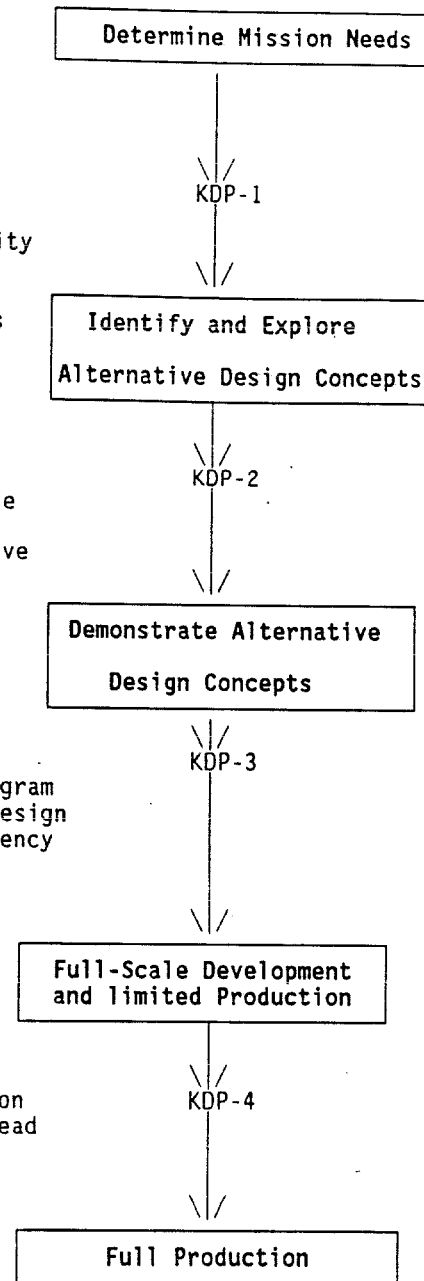 Determine Mission Needs
KDP-1
ity
s
Identify and Explore
Alternative Design Concepts
KDP-2
e
ve
Demonstrate Alternative
Design Concepts
KDP-3
gram
esign
ency
Full-Scale Development
and limited Production
KDP-4
on
ead
Full Production